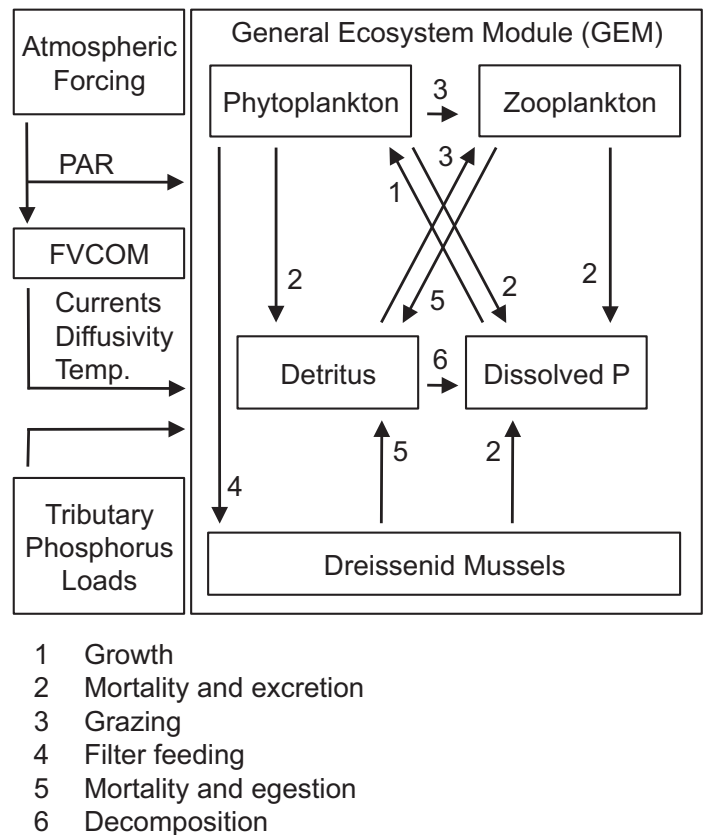 Atmospheric
Forcing
PAR
FVCOM
Currents
Diffusivity
Temp.
Tributary
Phosphorus
Loads
General Ecosystem Module (GEM)
Phytoplankton
3
Zooplankton
3
1
2
5
2
2
Detritus
6
Dissolved P
5
2
4
Dreissenid Mussels
1 Growth
2 Mortality and excretion
3 Grazing
4 Filter feeding
5 Mortality and egestion
6 Decomposition